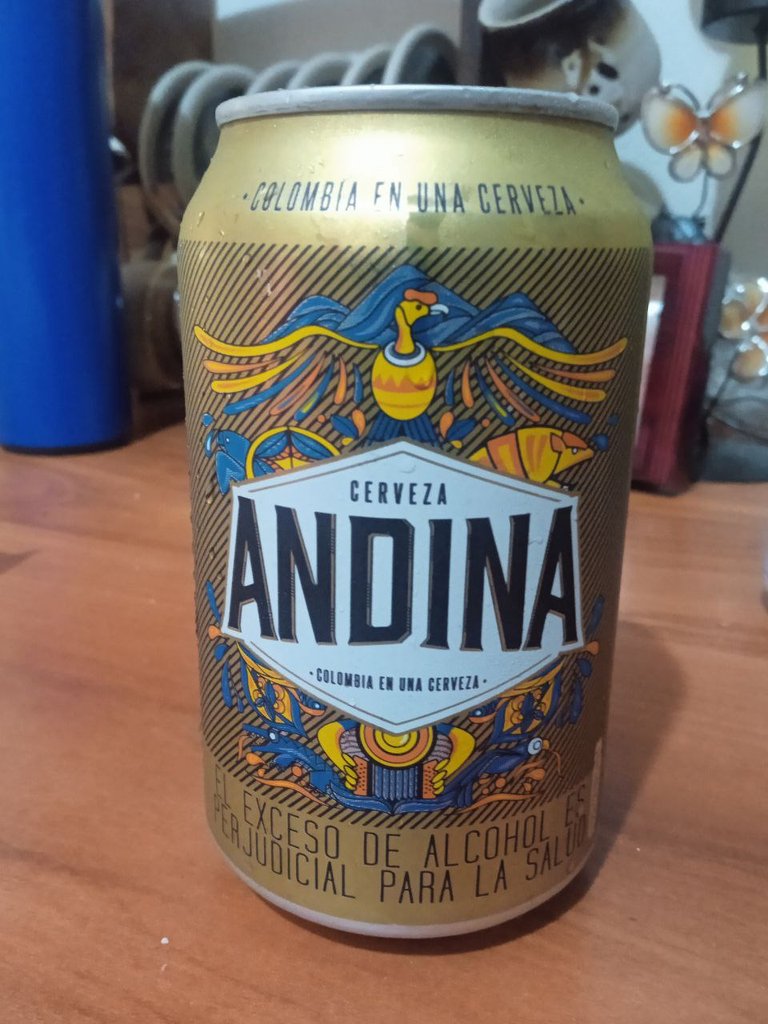 ·COLOMBIA EN UNA CERVEZA·
CERVEZA
ANDINA
·COLOMBIA EN UNA CERVEZA·
EL EXCESO DE ALCOHOL ES
PERJUDICIAL PARA LA SALUD